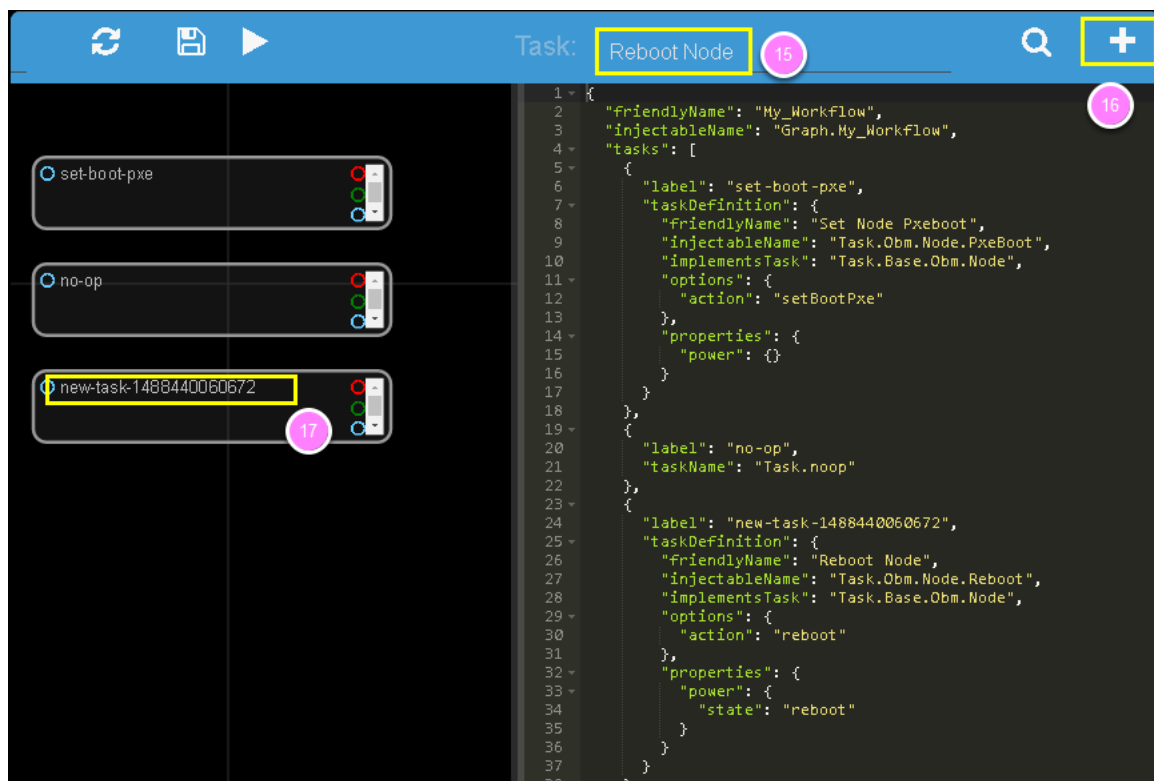 Task:
Reboot Node
15
16
set-boot-pxe
no-op
new-task-1488440060672
17
1 {
2 "friendlyName": "My_Workflow",
3 "injectableName": "Graph.My_Workflow",
4 "tasks": [
5 {
6 "label": "set-boot-pxe",
7 "taskDefinition": {
8 "friendlyName": "Set Node Pxeboot",
9 "injectableName": "Task.Obm.Node.PxeBoot",
10 "implementsTask": "Task.Base.Obm.Node",
11 "options": {
12 "action": "setBootPxe"
13 },
14 "properties": {
15 "power": {}
16 }
17 }
18 },
19 {
20 "label": "no-op",
21 "taskName": "Task.noop"
22 },
23 {
24 "label": "new-task-1488440060672",
25 "taskDefinition": {
26 "friendlyName": "Reboot Node",
27 "injectableName": "Task.Obm.Node.Reboot",
28 "implementsTask": "Task.Base.Obm.Node",
29 "options": {
30 "action": "reboot"
31 },
32 "properties": {
33 "power": {
34 "state": "reboot"
35 }
36 }
37 }